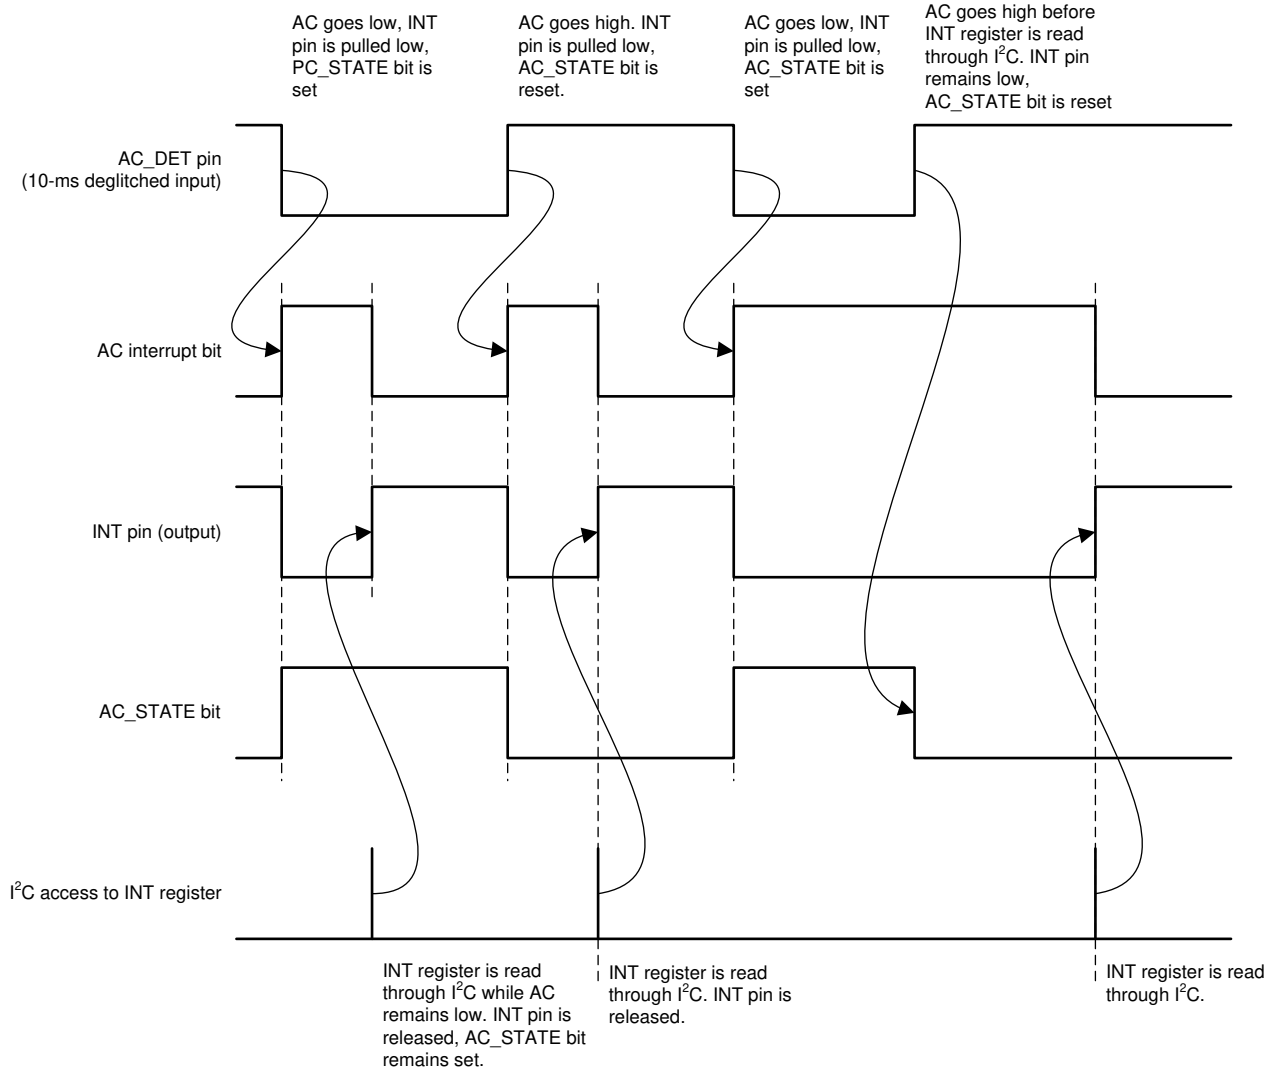 AC goes low, INT
pin is pulled low,
PC_STATE bit is
set
AC goes high. INT
pin is pulled low,
AC_STATE bit is
reset.
AC goes low, INT
pin is pulled low,
AC_STATE bit is
set
AC goes high before
INT register is read
through I²C. INT pin
remains low,
AC_STATE bit is reset
AC_DET pin
(10-ms deglitched input)
AC interrupt bit
INT pin (output)
AC_STATE bit
I²C access to INT register
INT register is read
through I²C while AC
remains low. INT pin is
released, AC_STATE bit
remains set.
INT register is read
through I²C. INT pin is
released.
INT register is read
through I²C.